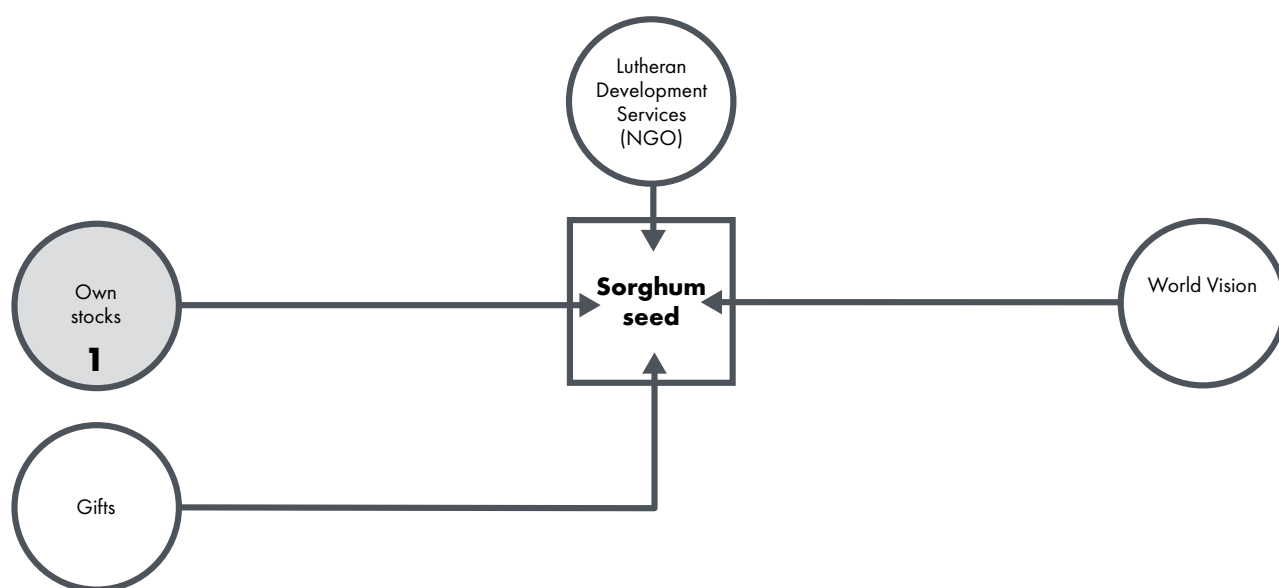 Lutheran
Development
Services
(NGO)
Own
stocks
1
Sorghum
seed
World Vision
Gifts